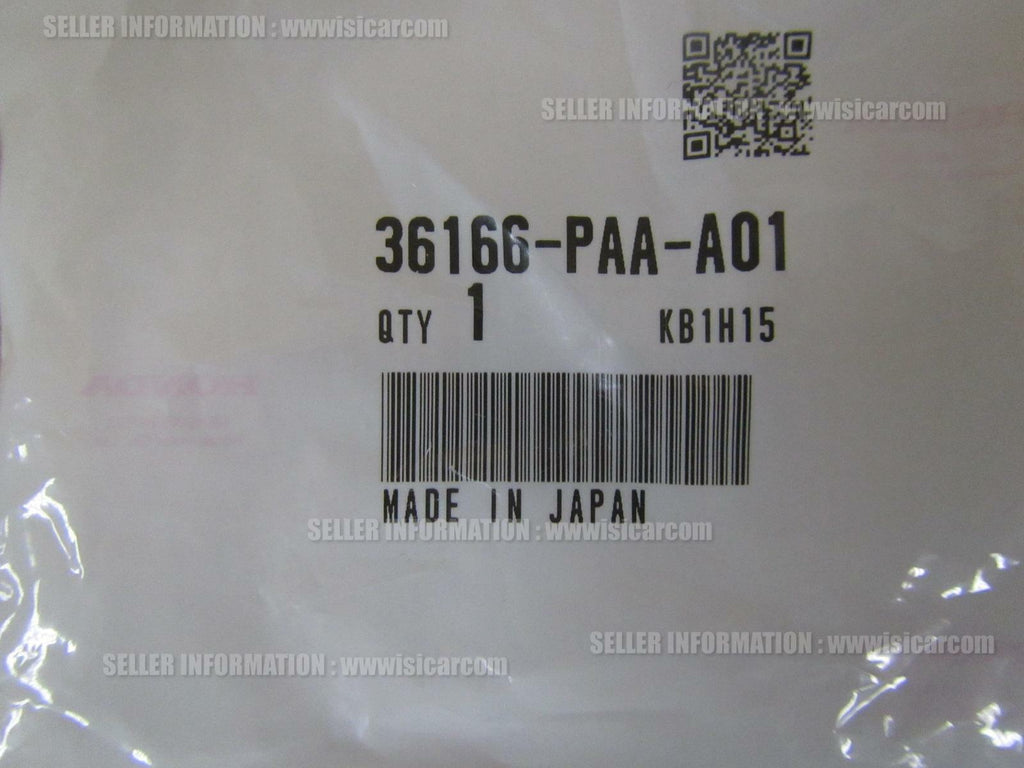 SELLER INFORMATION : wwwisicarcom
SELLER INFORMATION : wwwisicarcom
36166-PAA-A01
QTY 1 KB1H15
HONDA
MADE IN JAPAN
SELLER INFORMATION : wwwisicarcom
SELLER INFORMATION : wwwisicarcom
SELLER INFORMATION : wwwisicarcom